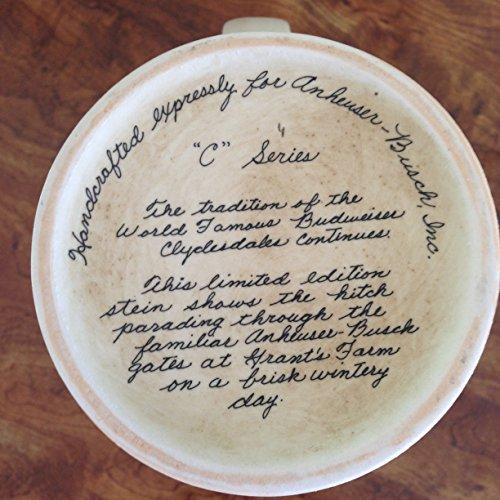 Handcrafted expressly for Anheuser-Busch, Inc.
"C" Series
The tradition of the
World Famous Budweiser
Clydesdales continues.
This limited edition
stein shows the hitch
parading through the
familiar Anheuser-Busch
gates at Grant's Farm
on a brisk wintery
day.